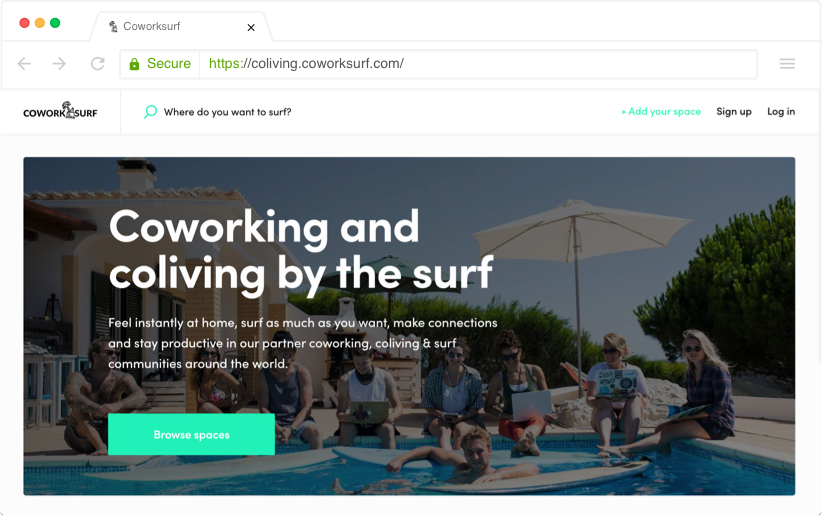 Coworksurf
Secure https://coliving.coworksurf.com/
COWORKSURF
Where do you want to surf?
+ Add your space Sign up Log in
Coworking and
coliving by the surf
Feel instantly at home, surf as much as you want, make connections
and stay productive in our partner coworking, coliving & surf
communities around the world.
Browse spaces